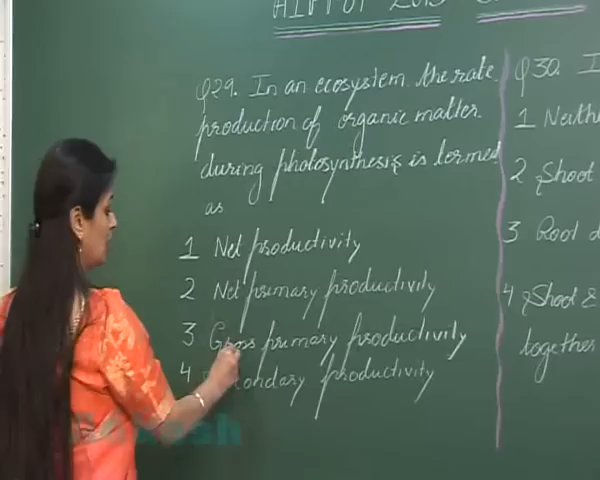 AIPMT 2015
Q29. In an ecosystem the rate
production of organic matter
during photosynthesis is termed
as
1 Net productivity
2 Net primary productivity
3 Gross primary productivity
4 Secondary productivity
Q30.
1
2 Shoot
3 Root
4 Shoot &
together